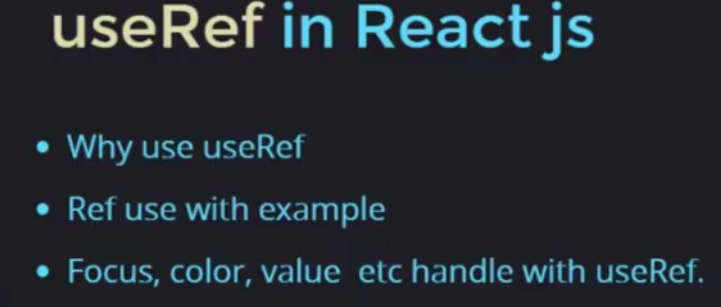 useRef in React js
• Why use useRef
• Ref use with example
• Focus, color, value etc handle with useRef.